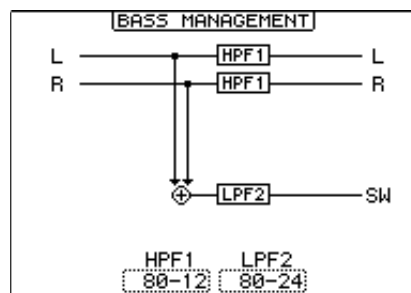 BASS MANAGEMENT
L HPF1 L
R HPF1 R
LPF2 SW
HPF1 LPF2
80-12 80-24